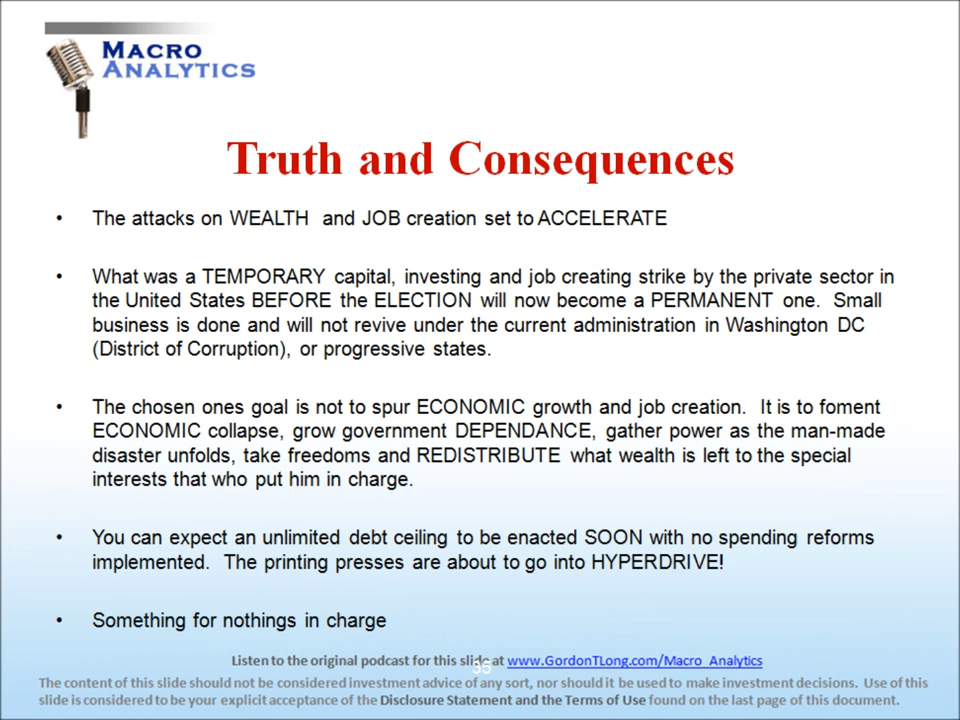 MACRO
ANALYTICS
Truth and Consequences
• The attacks on WEALTH and JOB creation set to ACCELERATE
• What was a TEMPORARY capital, investing and job creating strike by the private sector in
the United States BEFORE the ELECTION will now become a PERMANENT one. Small
business is done and will not revive under the current administration in Washington DC
(District of Corruption), or progressive states.
• The chosen ones goal is not to spur ECONOMIC growth and job creation. It is to foment
ECONOMIC collapse, grow government DEPENDANCE, gather power as the man-made
disaster unfolds, take freedoms and REDISTRIBUTE what wealth is left to the special
interests that who put him in charge.
• You can expect an unlimited debt ceiling to be enacted SOON with no spending reforms
implemented. The printing presses are about to go into HYPERDRIVE!
• Something for nothings in charge
Listen to the original podcast for this slide at www.GordonTLong.com/Macro_Analytics
The content of this slide should not be considered investment advice of any sort, nor should it be used to make investment decisions. Use of this
slide is considered to be your explicit acceptance of the Disclosure Statement and the Terms of Use found on the last page of this document.